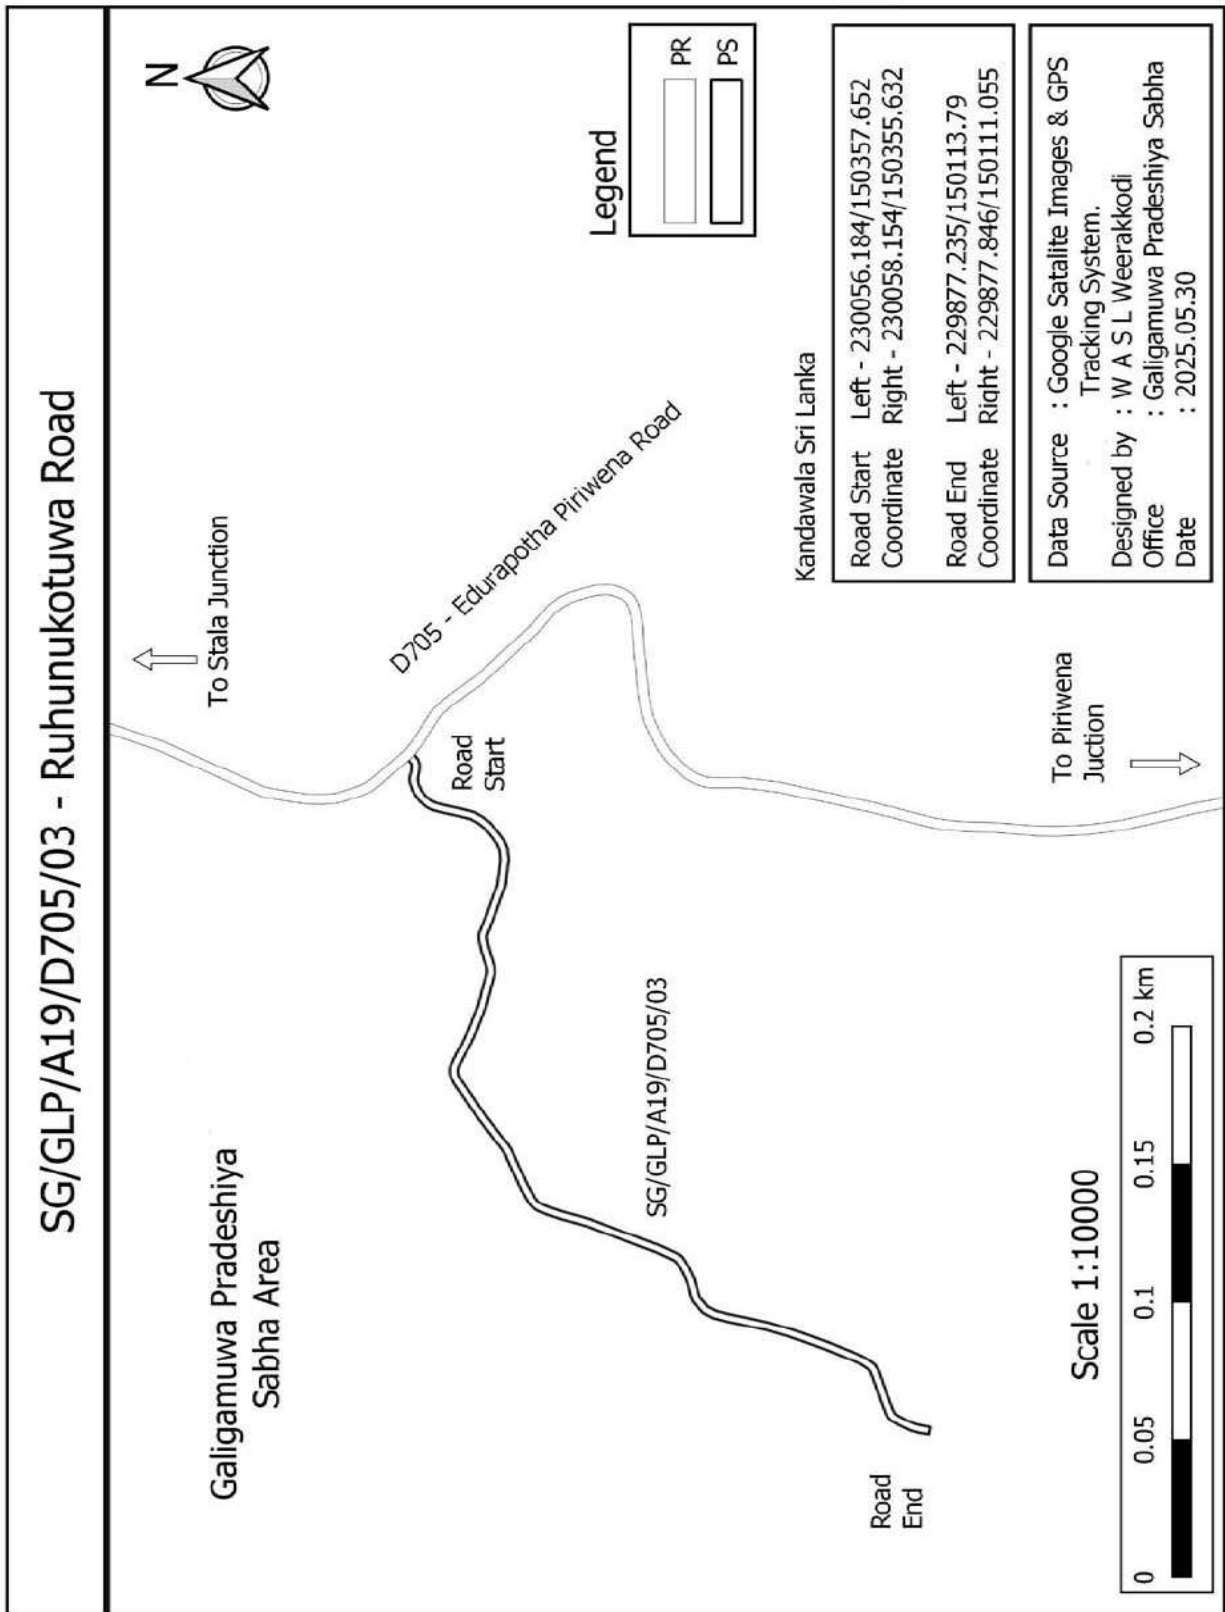 SG/GLP/A19/D705/03 - Ruhunukotuwa Road
N
Galigamuwa Pradeshiya
Sabha Area
To Stala Junction
D705 - Edurapotha Piriwena Road
Road
Start
SG/GLP/A19/D705/03
Road
End
To Piriwena
Juction
Legend
PR
PS
Kandawala Sri Lanka
Road Start Left - 230056.184/150357.652
Coordinate Right - 230058.154/150355.632
Road End Left - 229877.235/150113.79
Coordinate Right - 229877.846/150111.055
Data Source : Google Satalite Images & GPS
Tracking System.
Designed by : W A S L Weerakkodi
Office : Galigamuwa Pradeshiya Sabha
Date : 2025.05.30
Scale 1:10000
0 0.05 0.1 0.15 0.2 km